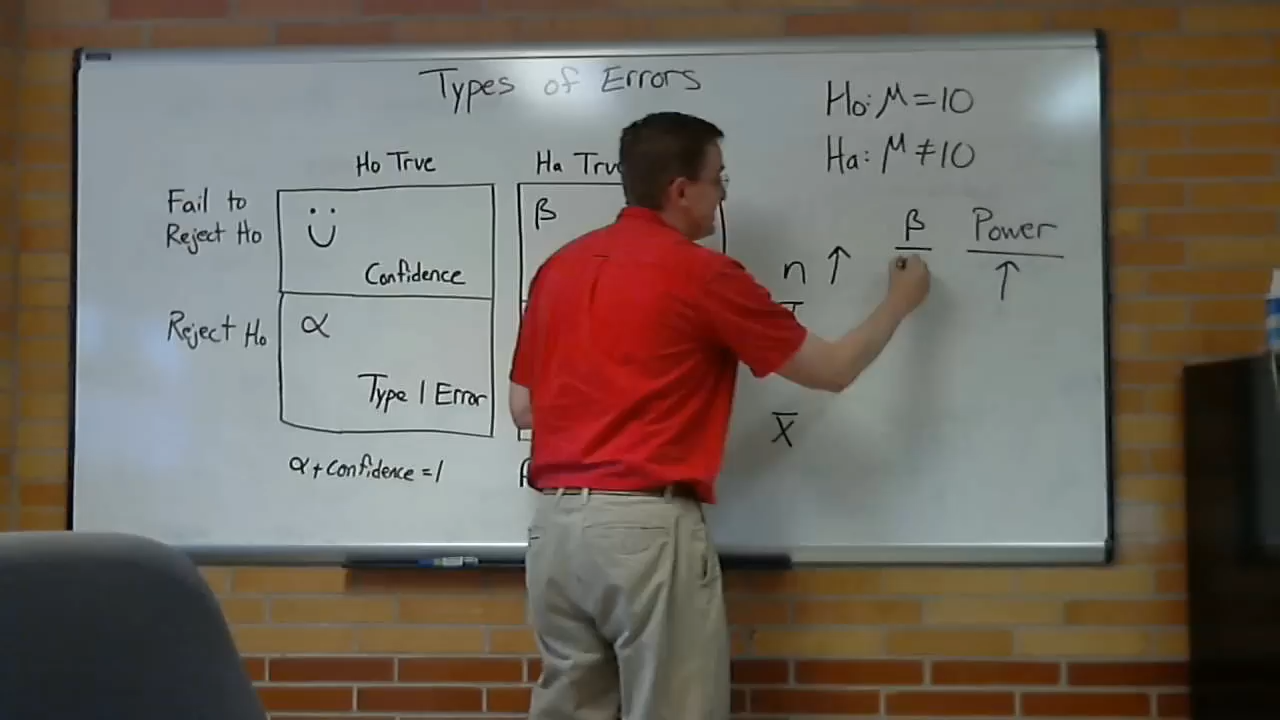 Types of Errors
Ho: μ = 10
Ha: μ ≠ 10
Ho True
Fail to
Reject Ho
Confidence
Reject Ho
α
Type 1 Error
α + Confidence = 1
Ha True
β
β Power
n ↑ ↑
X̄